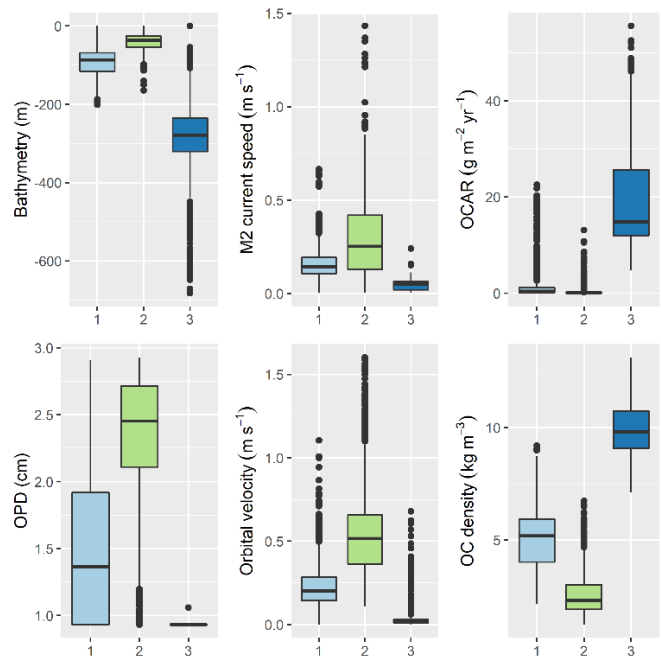 Bathymetry (m)
0
-200
-400
-600
1 2 3
M2 current speed (m s⁻¹)
1.5
1.0
0.5
0.0
1 2 3
OCAR (g m⁻² yr⁻¹)
40
20
0
1 2 3
OPD (cm)
3.0
2.5
2.0
1.5
1.0
1 2 3
Orbital velocity (m s⁻¹)
1.5
1.0
0.5
0.0
1 2 3
OC density (kg m⁻³)
10
5
1 2 3